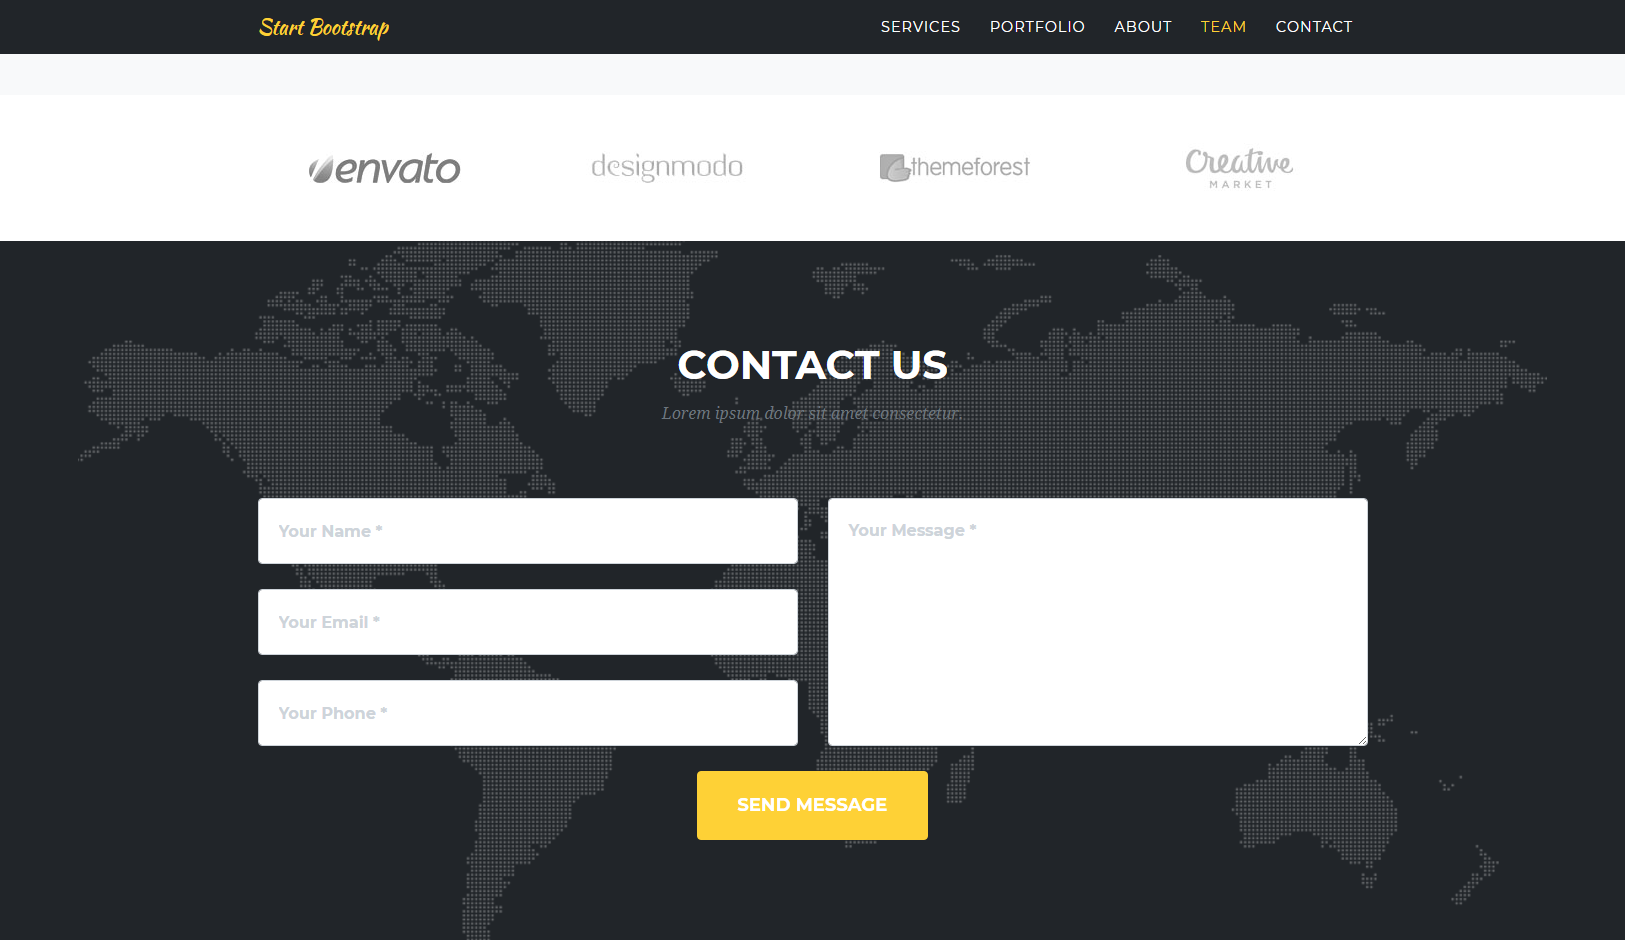 Start Bootstrap
SERVICES PORTFOLIO ABOUT TEAM CONTACT
envato designmodo themeforest Creative
MARKET
CONTACT US
Lorem ipsum dolor sit amet consectetur.
Your Name *
Your Message *
Your Email *
Your Phone *
SEND MESSAGE